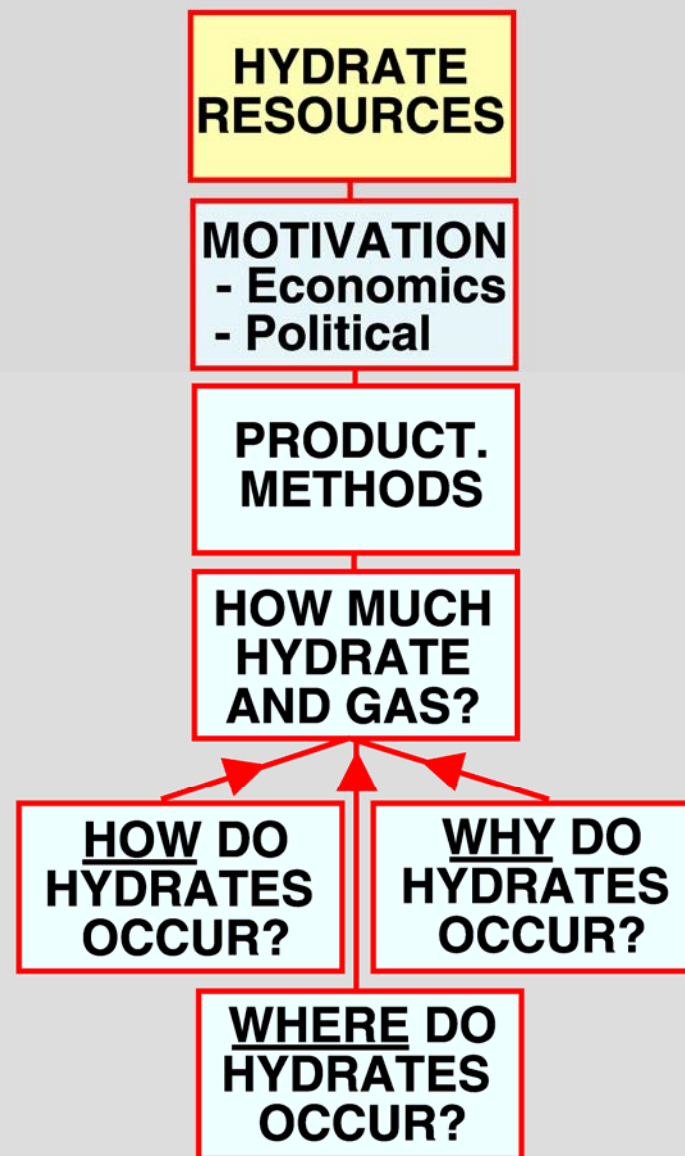 HYDRATE
RESOURCES
MOTIVATION
- Economics
- Political
PRODUCT.
METHODS
HOW MUCH
HYDRATE
AND GAS?
HOW DO
HYDRATES
OCCUR?
WHY DO
HYDRATES
OCCUR?
WHERE DO
HYDRATES
OCCUR?